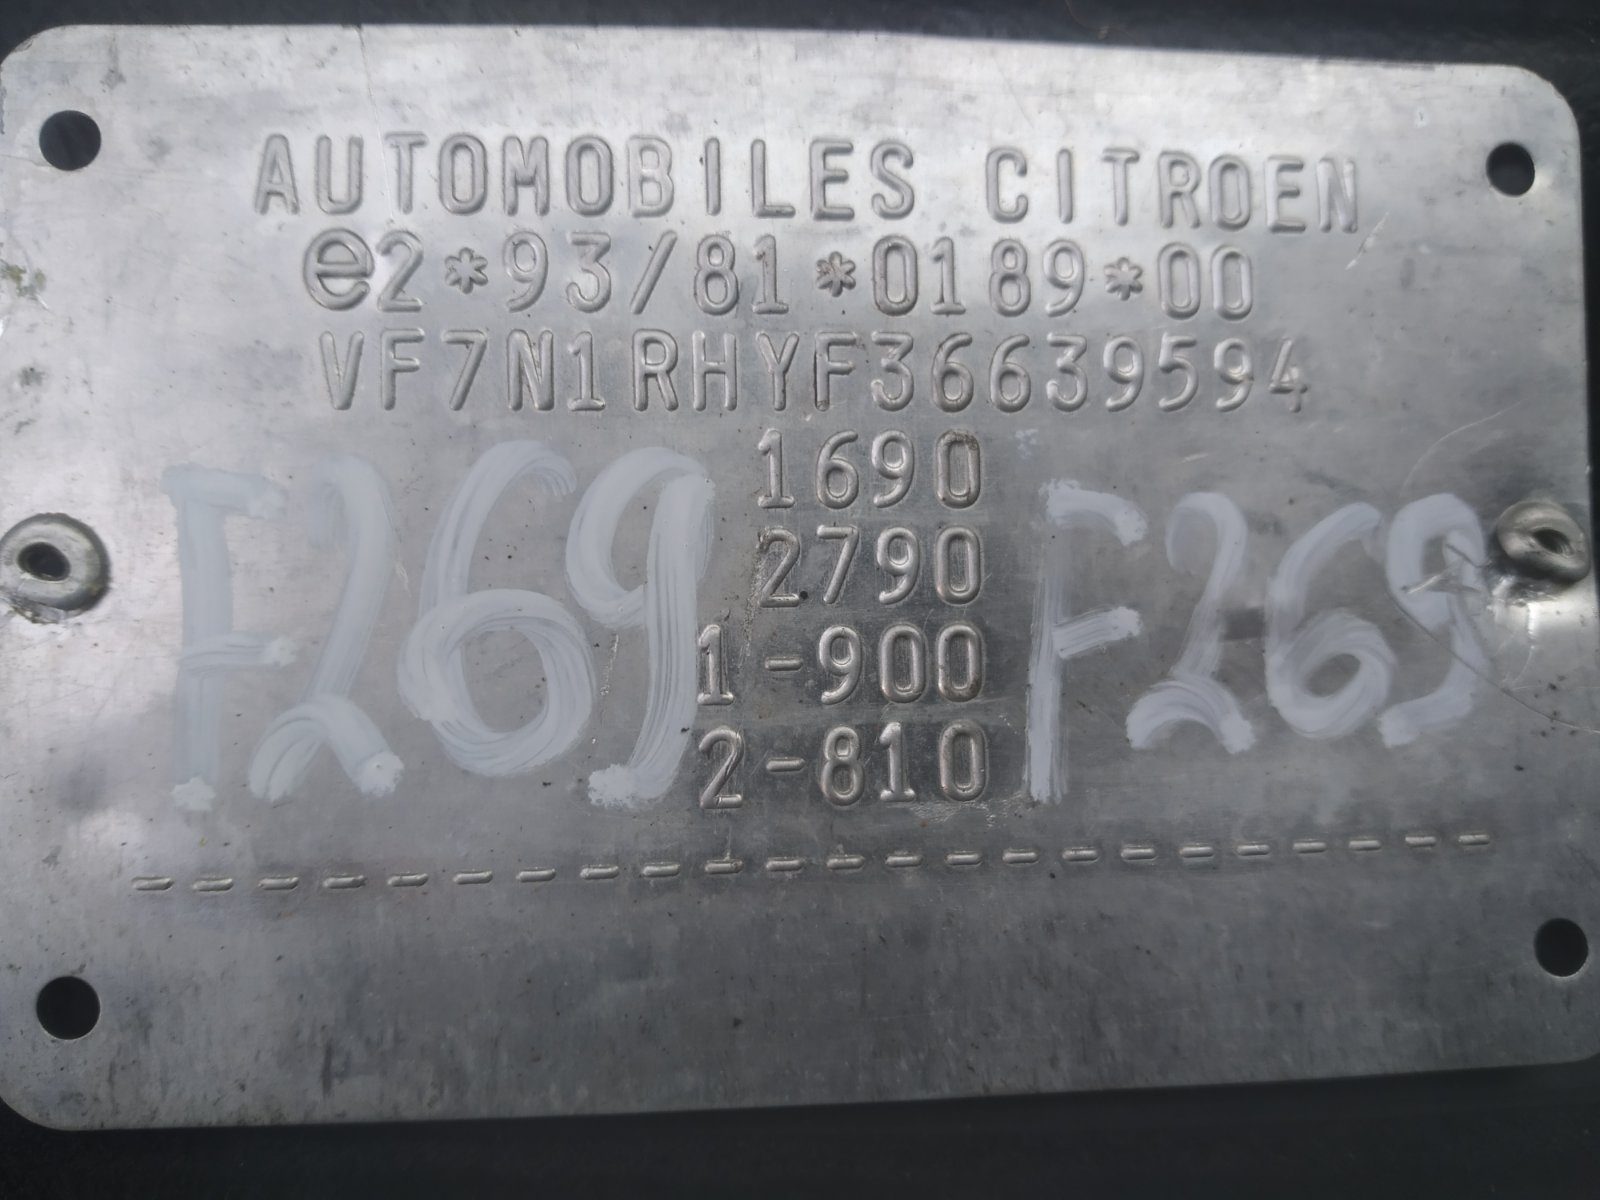 AUTOMOBILES CITROEN
e2*93/81*0189*00
VF7N1RHYF36639594
1690
2790
1-900
2-810
F269 F269
--------------------------